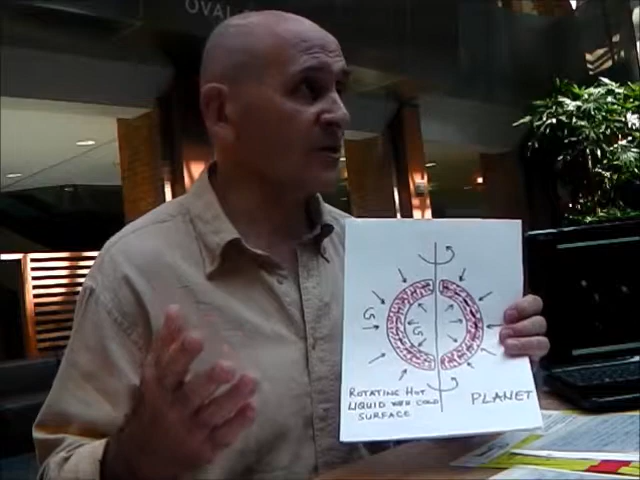 OVAL
G
G
ROTATING HOT
LIQUID WITH COLD
SURFACE
PLANET